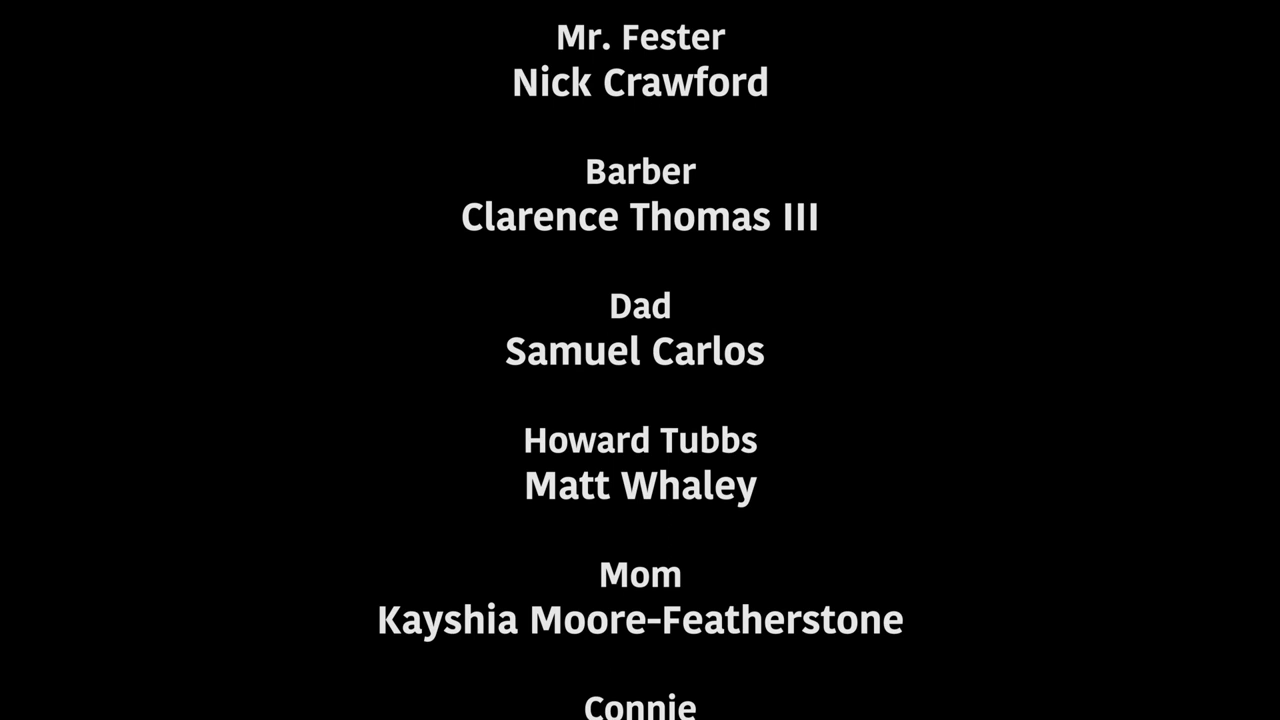 Mr. Fester
Nick Crawford
Barber
Clarence Thomas III
Dad
Samuel Carlos
Howard Tubbs
Matt Whaley
Mom
Kayshia Moore-Featherstone
Connie